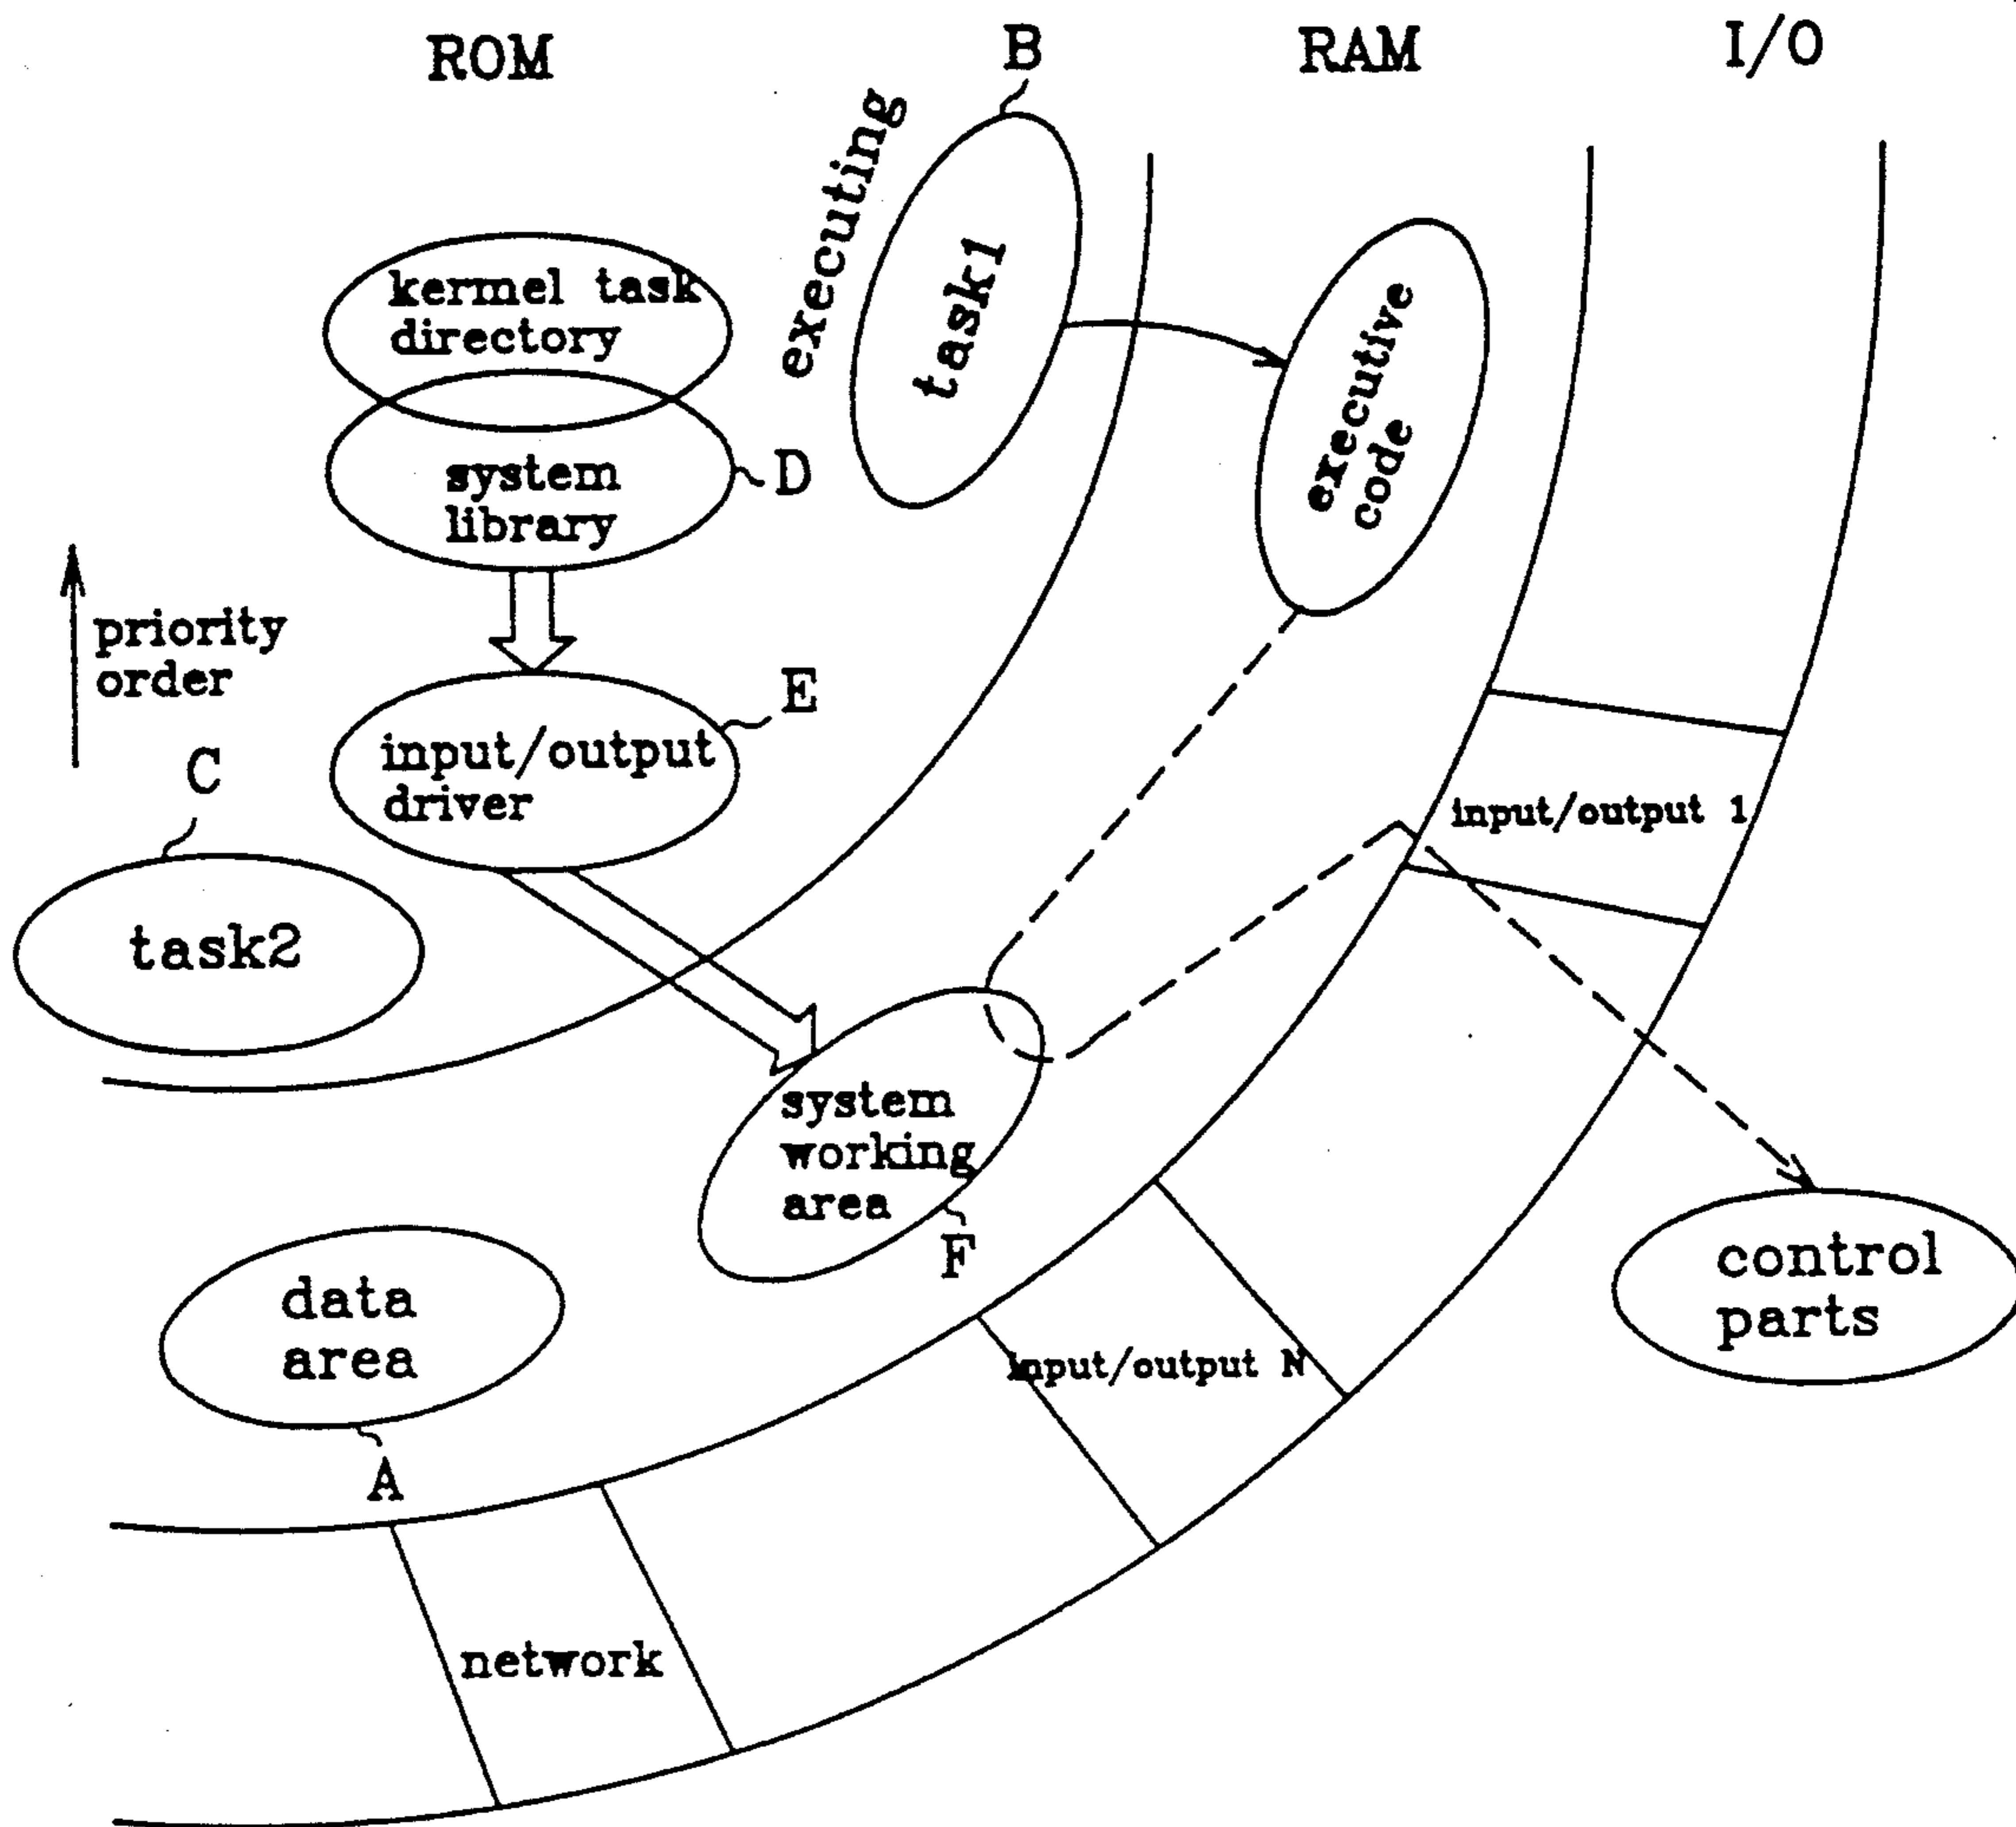 ROM
B
RAM
I/O
executing
task1
kermel task
directory
executive
code
system
library
D
priority
order
E
C
input/output
driver
input/output 1
task2
system
working
area
F
data
area
A
control
parts
input/output N
network